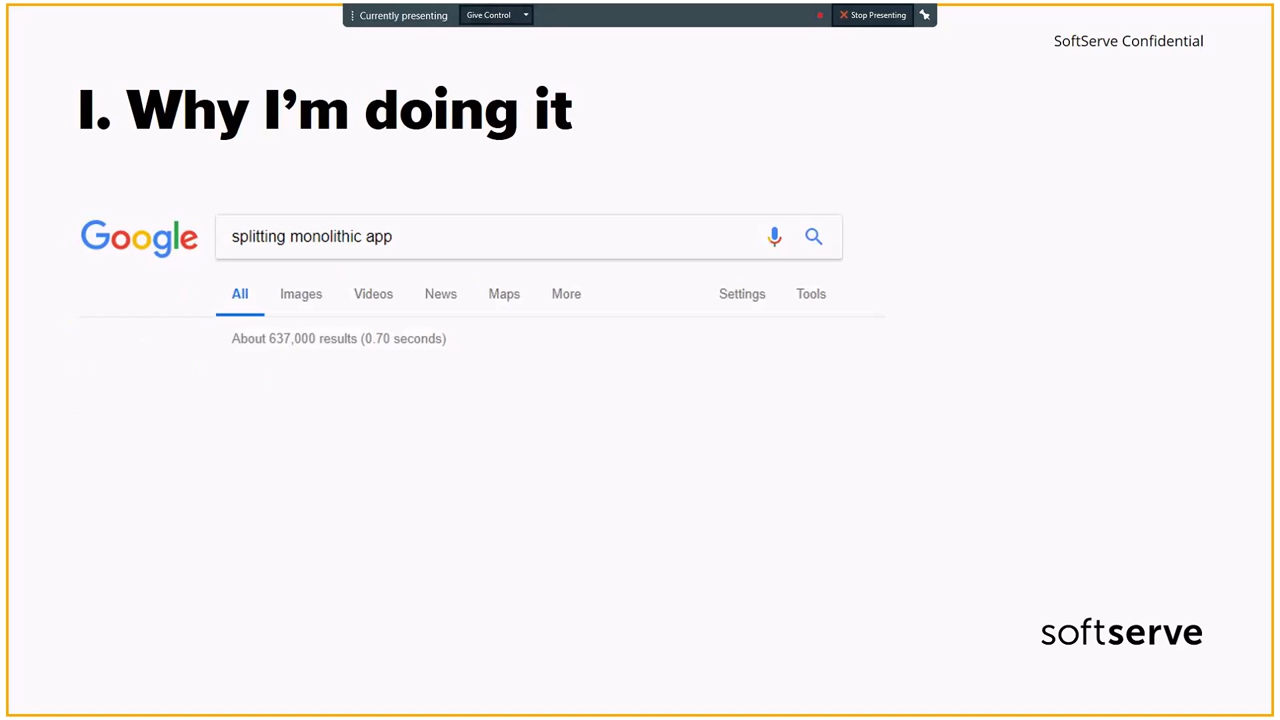 Currently presenting Give Control Stop Presenting
SoftServe Confidential
I. Why I'm doing it
Google splitting monolithic app
All Images Videos News Maps More Settings Tools
About 637,000 results (0.70 seconds)
softserve